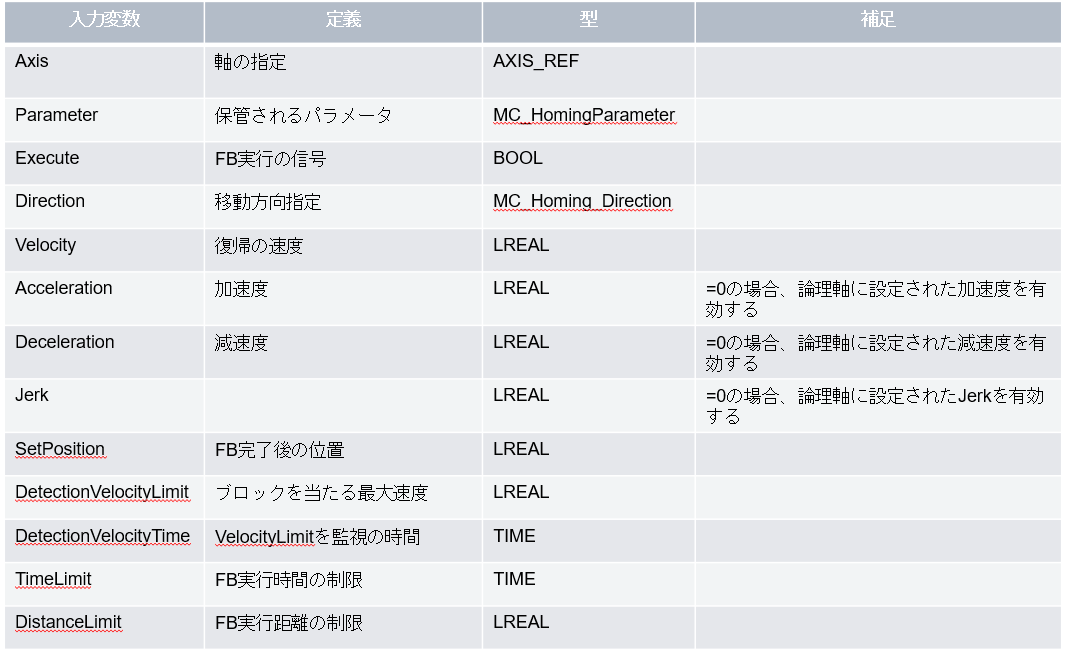 入力変数 定義 型 補足
Axis 軸の指定 AXIS_REF
Parameter 保管されるパラメータ MC_HomingParameter
Execute FB実行の信号 BOOL
Direction 移動方向指定 MC_Homing_Direction
Velocity 復帰の速度 LREAL
Acceleration 加速度 LREAL =0の場合、論理軸に設定された加速度を有
効する
Deceleration 減速度 LREAL =0の場合、論理軸に設定された減速度を有
効する
Jerk LREAL =0の場合、論理軸に設定されたJerkを有効
する
SetPosition FB完了後の位置 LREAL
DetectionVelocityLimit ブロックを当たる最大速度 LREAL
DetectionVelocityTime VelocityLimitを監視の時間 TIME
TimeLimit FB実行時間の制限 TIME
DistanceLimit FB実行距離の制限 LREAL